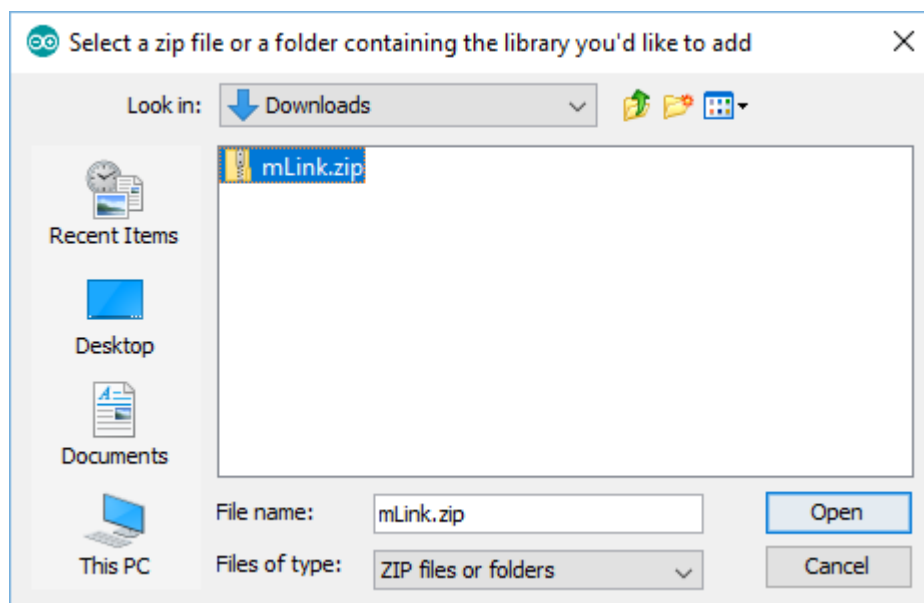 Select a zip file or a folder containing the library you'd like to add
Look in: Downloads
mLink.zip
Recent Items
Desktop
Documents
This PC
File name: mLink.zip Open
Files of type: ZIP files or folders Cancel